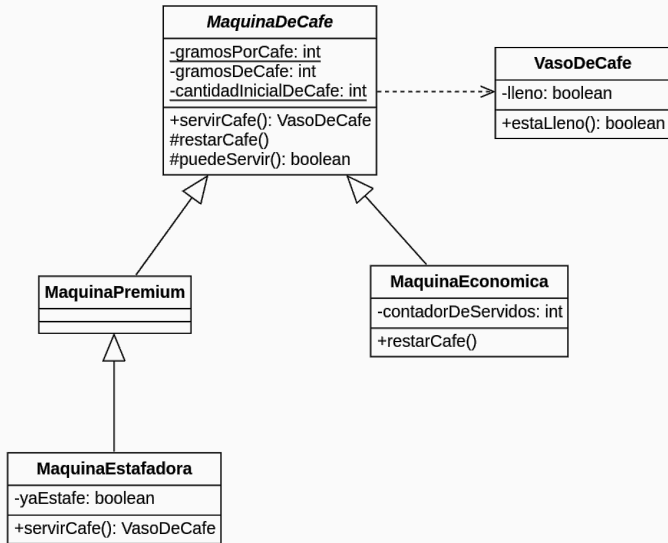 MaquinaDeCafe
-gramosPorCafe: int
-gramosDeCafe: int
-cantidadInicialDeCafe: int
+servirCafe(): VasoDeCafe
#restarCafe()
#puedeServir(): boolean
VasoDeCafe
-lleno: boolean
+estaLleno(): boolean
MaquinaPremium
MaquinaEconomica
-contadorDeServidos: int
+restarCafe()
MaquinaEstafadora
-yaEstafe: boolean
+servirCafe(): VasoDeCafe